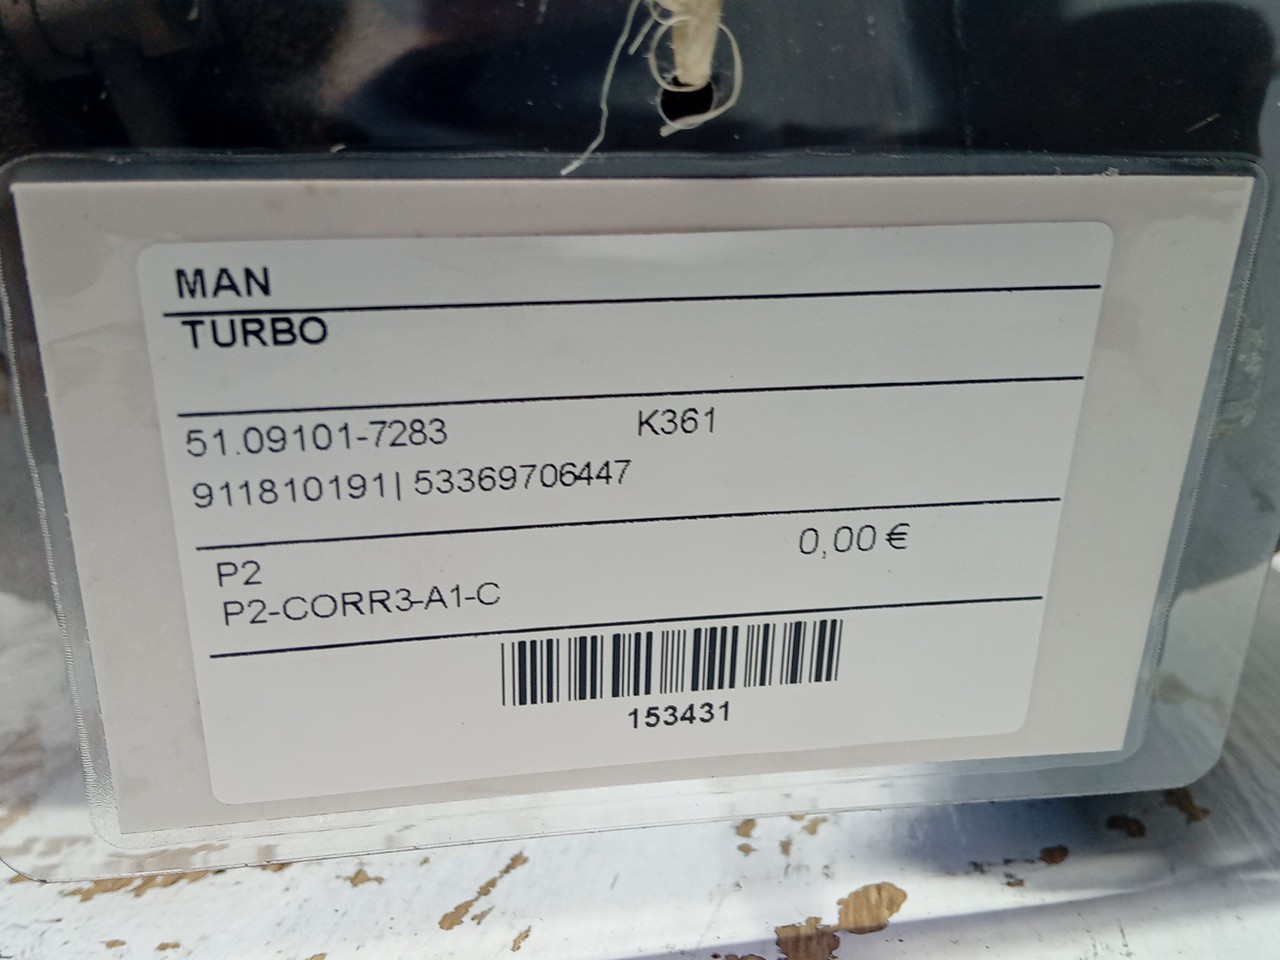 MAN
TURBO
51.09101-7283 K361
911810191| 53369706447
0,00 €
P2
P2-CORR3-A1-C
153431